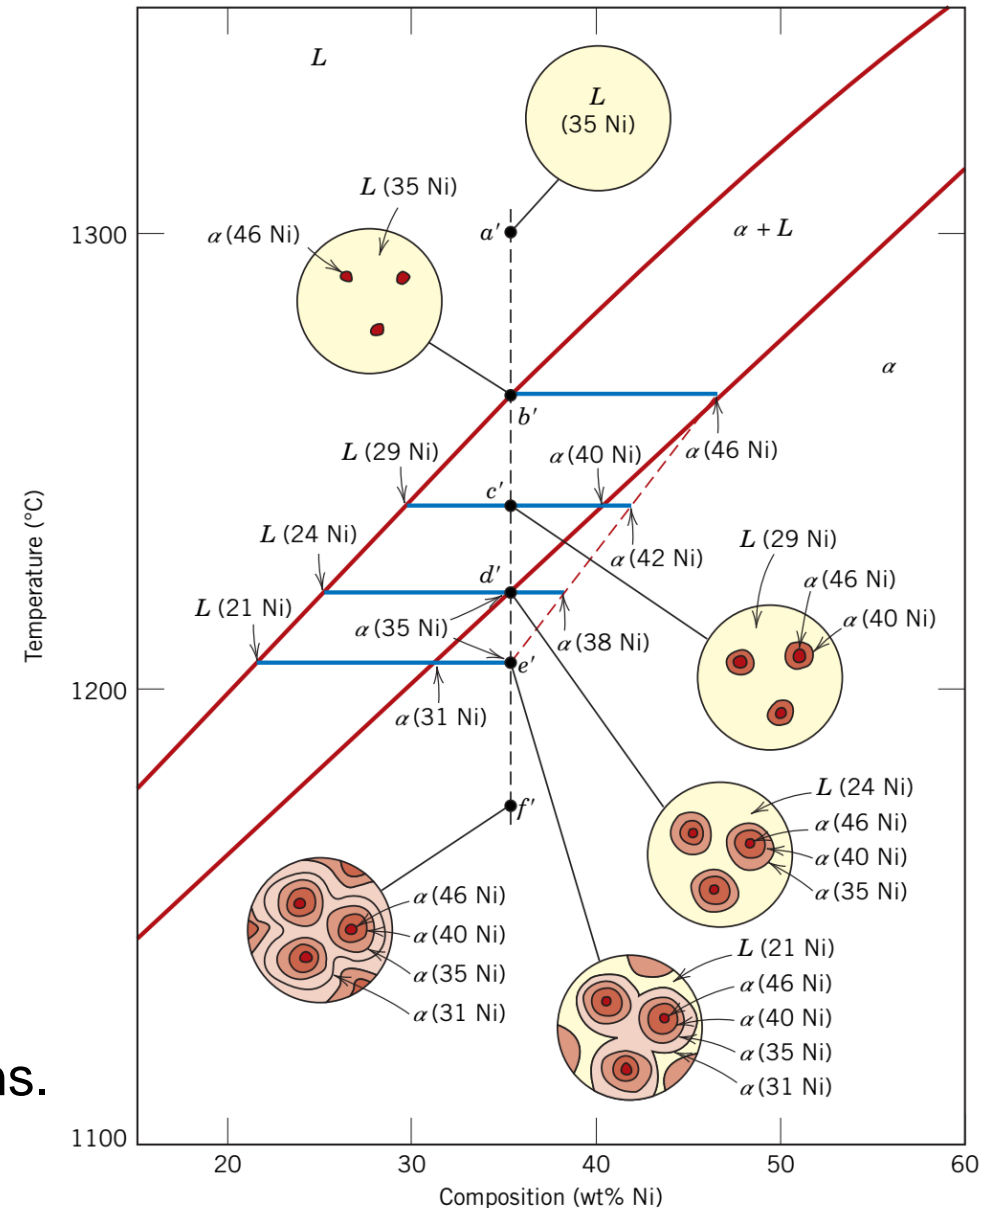 L
L
(35 Ni)
L (35 Ni)
α (46 Ni)
1300
a′
α + L
α
b′
α (46 Ni)
L (29 Ni)
α (40 Ni)
c′
α (42 Ni)
L (24 Ni)
L (29 Ni)
α (46 Ni)
α (40 Ni)
d′
L (21 Ni)
α (35 Ni)
α (38 Ni)
e′
1200
α (31 Ni)
Temperature (°C)
f′
L (24 Ni)
α (46 Ni)
α (40 Ni)
α (35 Ni)
α (46 Ni)
α (40 Ni)
α (35 Ni)
α (31 Ni)
L (21 Ni)
α (46 Ni)
α (40 Ni)
α (35 Ni)
α (31 Ni)
ns.
1100
20 30 40 50 60
Composition (wt% Ni)